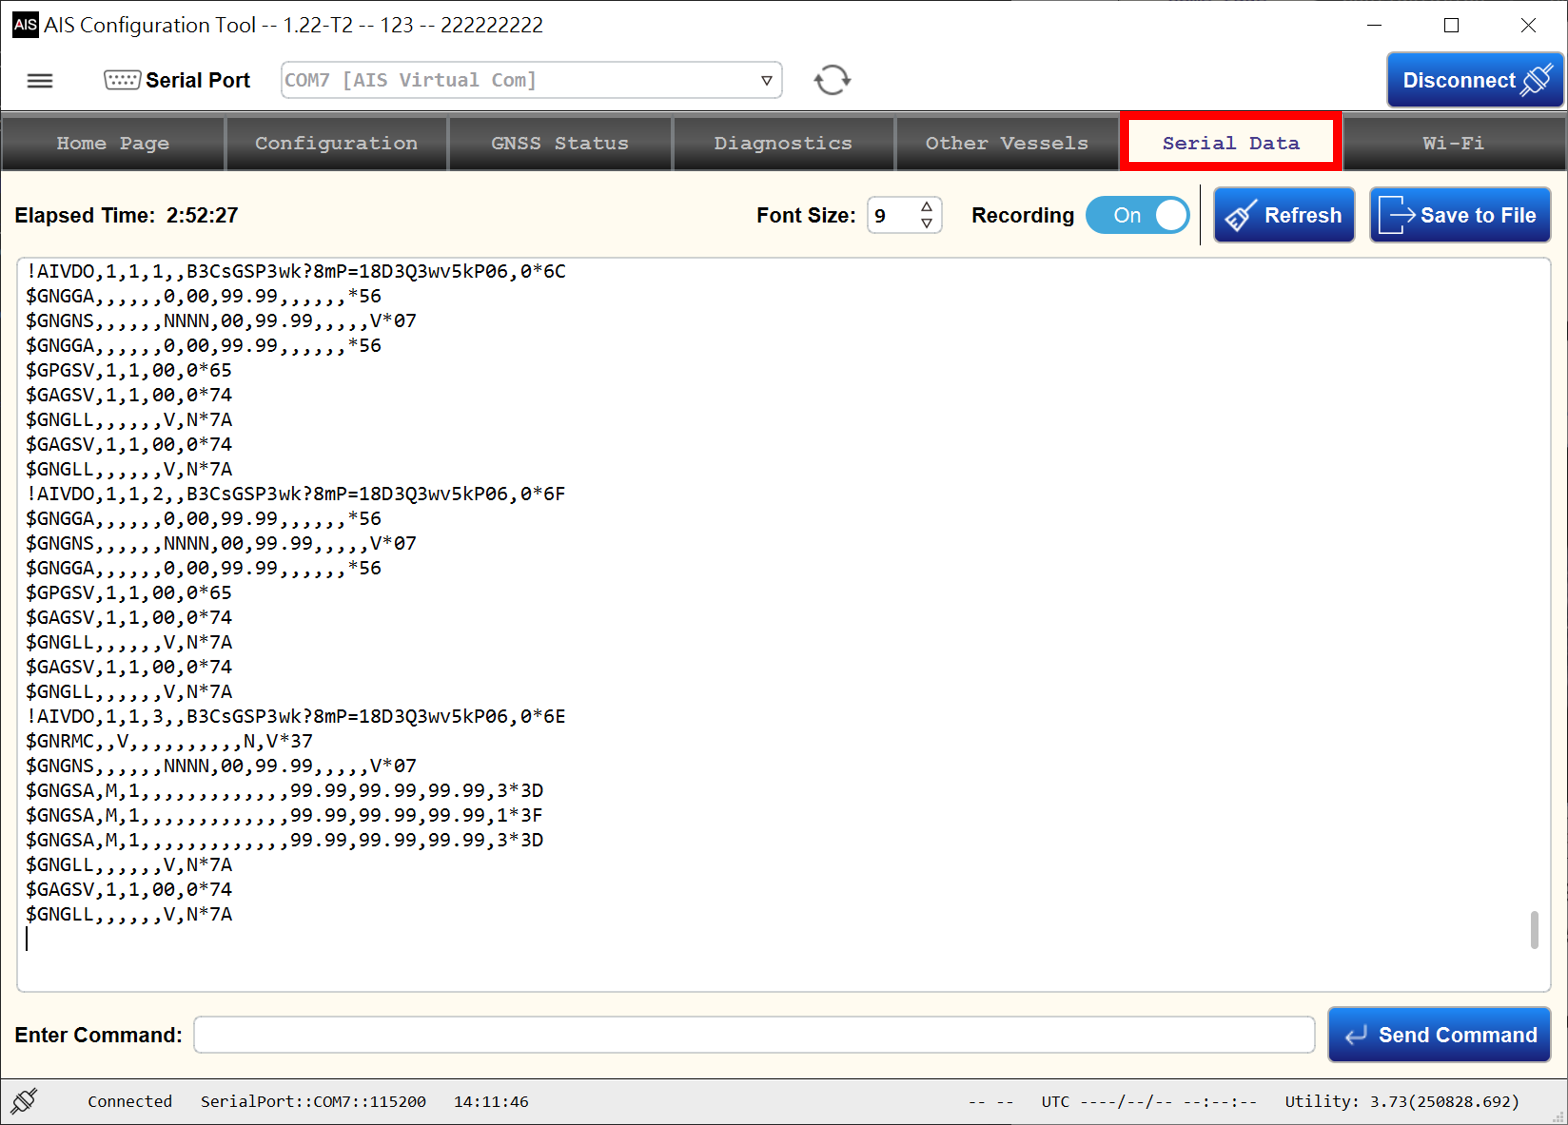 AIS AIS Configuration Tool -- 1.22-T2 -- 123 -- 222222222
Serial Port COM7 [AIS Virtual Com] Disconnect
Home Page Configuration GNSS Status Diagnostics Other Vessels Serial Data Wi-Fi
Elapsed Time: 2:52:27 Font Size: 9 Recording On Refresh Save to File
!AIVDO,1,1,1,,B3CsGSP3wk?8mP=18D3Q3wv5kP06,0*6C
$GNGGA,,,,,,0,00,99.99,,,,,,*56
$GNGNS,,,,,,NNNN,00,99.99,,,,,V*07
$GNGGA,,,,,,0,00,99.99,,,,,,*56
$GPGSV,1,1,00,0*65
$GAGSV,1,1,00,0*74
$GNGLL,,,,,,V,N*7A
$GAGSV,1,1,00,0*74
$GNGLL,,,,,,V,N*7A
!AIVDO,1,1,2,,B3CsGSP3wk?8mP=18D3Q3wv5kP06,0*6F
$GNGGA,,,,,,0,00,99.99,,,,,,*56
$GNGNS,,,,,,NNNN,00,99.99,,,,,V*07
$GNGGA,,,,,,0,00,99.99,,,,,,*56
$GPGSV,1,1,00,0*65
$GAGSV,1,1,00,0*74
$GNGLL,,,,,,V,N*7A
$GAGSV,1,1,00,0*74
$GNGLL,,,,,,V,N*7A
!AIVDO,1,1,3,,B3CsGSP3wk?8mP=18D3Q3wv5kP06,0*6E
$GNRMC,,V,,,,,,,,,,N,V*37
$GNGNS,,,,,,NNNN,00,99.99,,,,,V*07
$GNGSA,M,1,,,,,,,,,,,,,99.99,99.99,99.99,3*3D
$GNGSA,M,1,,,,,,,,,,,,,99.99,99.99,99.99,1*3F
$GNGSA,M,1,,,,,,,,,,,,,99.99,99.99,99.99,3*3D
$GNGLL,,,,,,V,N*7A
$GAGSV,1,1,00,0*74
$GNGLL,,,,,,V,N*7A
Enter Command: Send Command
Connected SerialPort::COM7::115200 14:11:46 -- -- UTC ----/--/-- --:--:-- Utility: 3.73(250828.692)